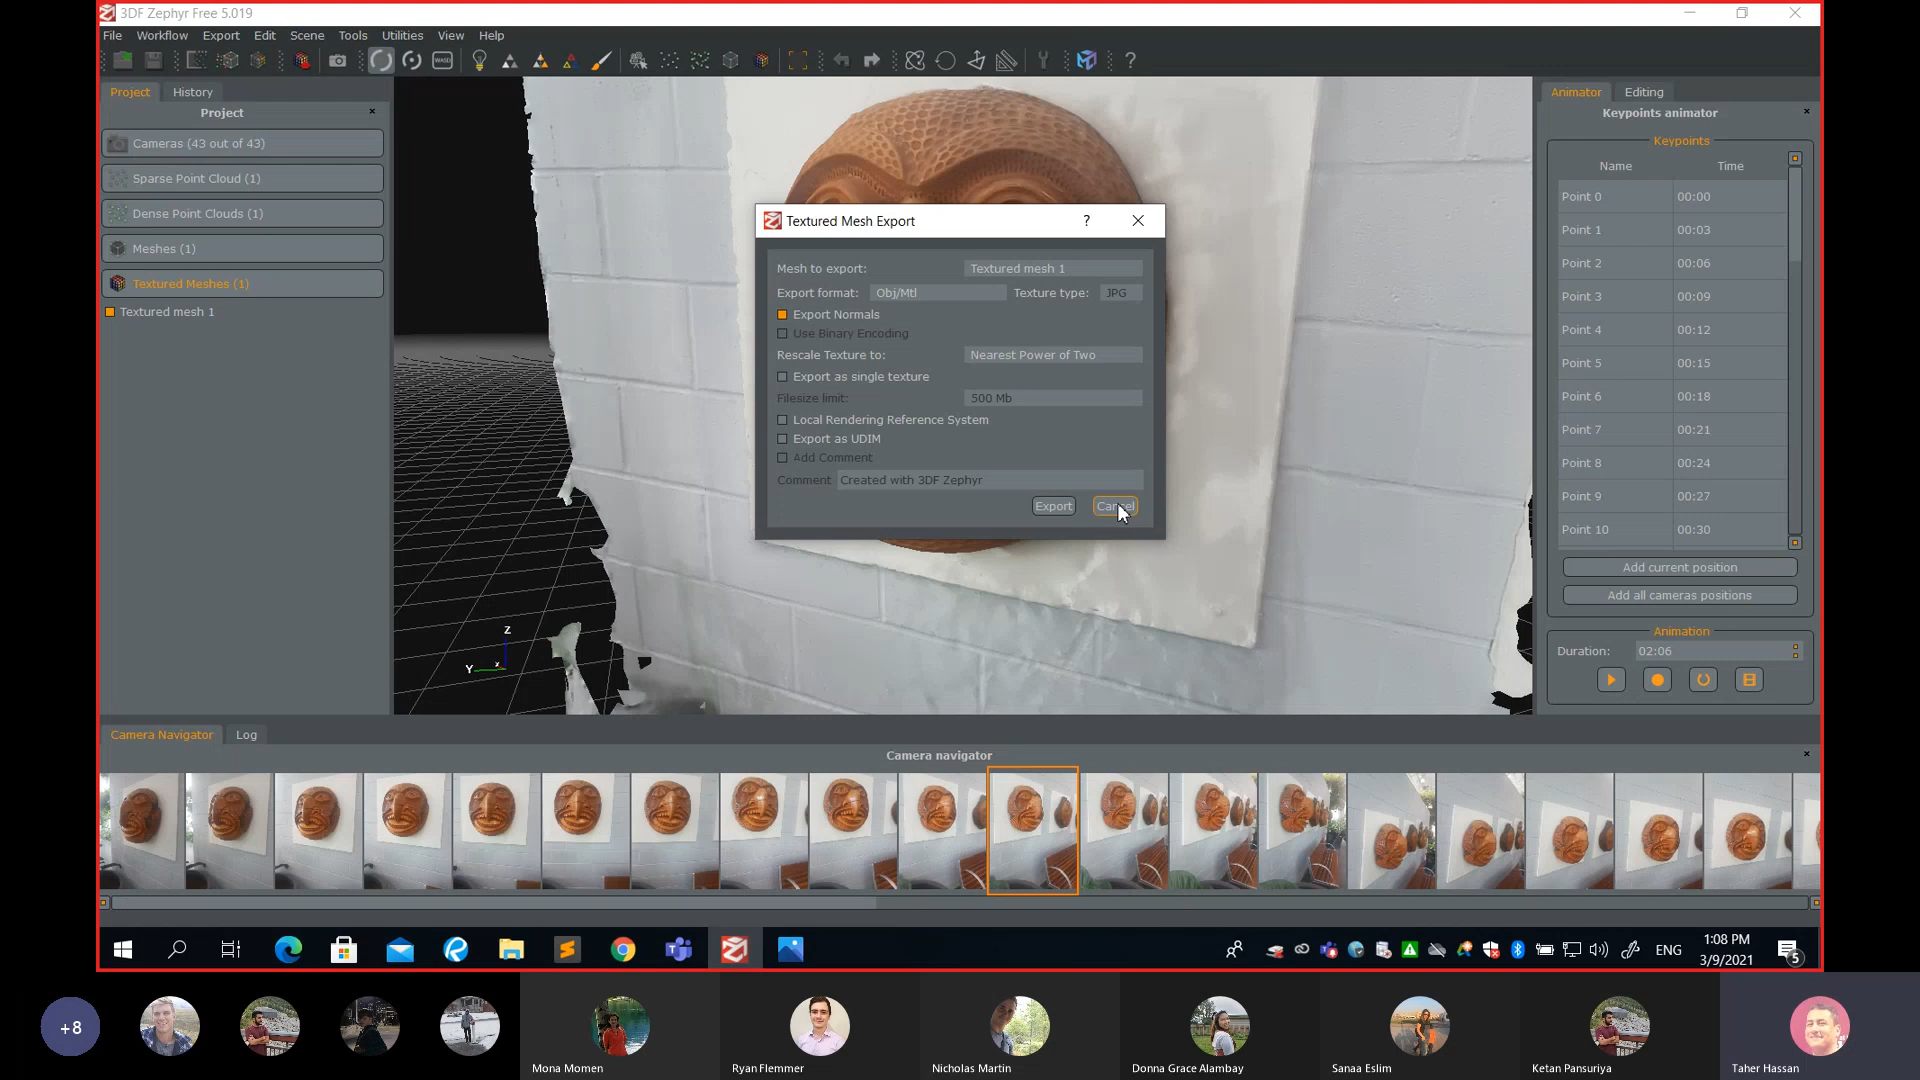 3DF Zephyr Free 5.019
File Workflow Export Edit Scene Tools Utilities View Help
WASD
?
Project History
Project
Cameras (43 out of 43)
Sparse Point Cloud (1)
Dense Point Clouds (1)
Meshes (1)
Textured Meshes (1)
Textured mesh 1
Z
Y x
Textured Mesh Export ?
Mesh to export: Textured mesh 1
Export format: Obj/Mtl Texture type: JPG
Export Normals
Use Binary Encoding
Rescale Texture to: Nearest Power of Two
Export as single texture
Filesize limit: 500 Mb
Local Rendering Reference System
Export as UDIM
Add Comment
Comment Created with 3DF Zephyr
Export Cancel
Animator Editing
Keypoints animator
Keypoints
Name Time
Point 0 00:00
Point 1 00:03
Point 2 00:06
Point 3 00:09
Point 4 00:12
Point 5 00:15
Point 6 00:18
Point 7 00:21
Point 8 00:24
Point 9 00:27
Point 10 00:30
Add current position
Add all cameras positions
Animation
Duration: 02:06
Camera Navigator Log
Camera navigator
ENG
1:08 PM
3/9/2021
5
+8
Mona Momen
Ryan Flemmer
Nicholas Martin
Donna Grace Alambay
Sanaa Eslim
Ketan Pansuriya
Taher Hassan